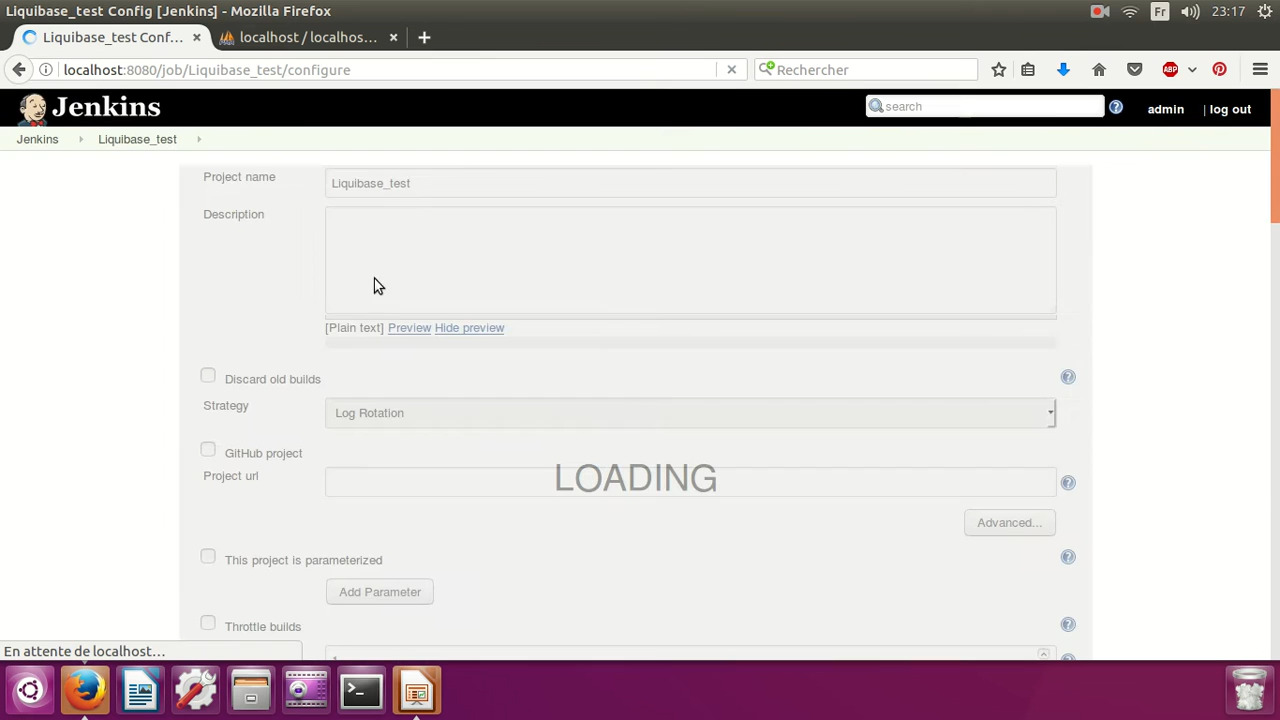 Liquibase_test Config [Jenkins] - Mozilla Firefox
Fr
23:17
Liquibase_test Conf...
localhost / localhos...
localhost:8080/job/Liquibase_test/configure
Rechercher
ABP
Jenkins
search
admin
| log out
Jenkins
Liquibase_test
Project name
Liquibase_test
Description
[Plain text] Preview Hide preview
Discard old builds
Strategy
Log Rotation
GitHub project
Project url
LOADING
Advanced...
This project is parameterized
Add Parameter
Throttle builds
En attente de localhost…